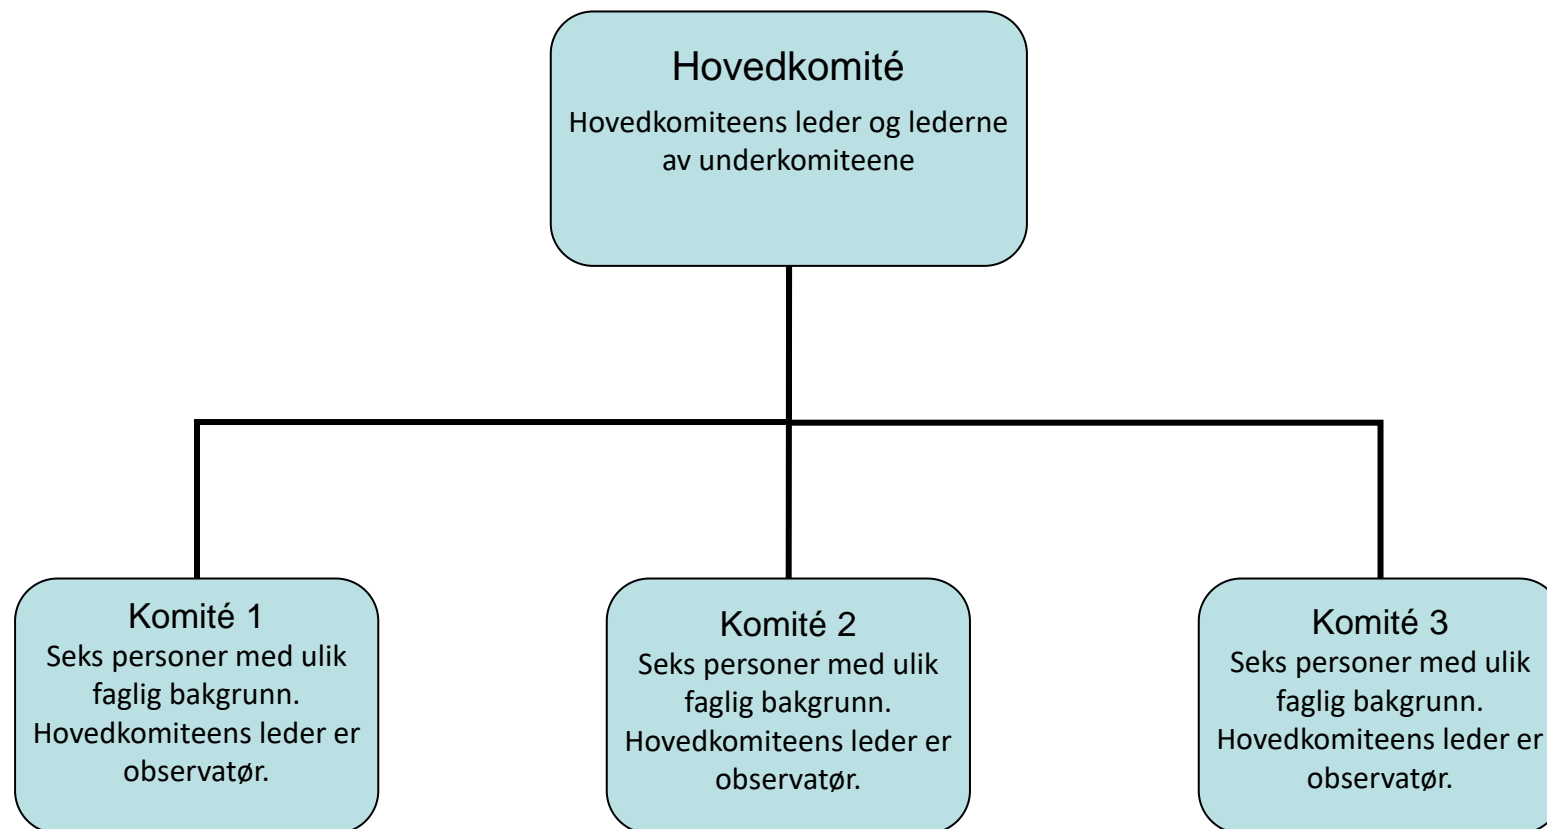 Hovedkomité
Hovedkomiteens leder og lederne
av underkomiteene
Komité 1
Seks personer med ulik
faglig bakgrunn.
Hovedkomiteens leder er
observatør.
Komité 2
Seks personer med ulik
faglig bakgrunn.
Hovedkomiteens leder er
observatør.
Komité 3
Seks personer med ulik
faglig bakgrunn.
Hovedkomiteens leder er
observatør.